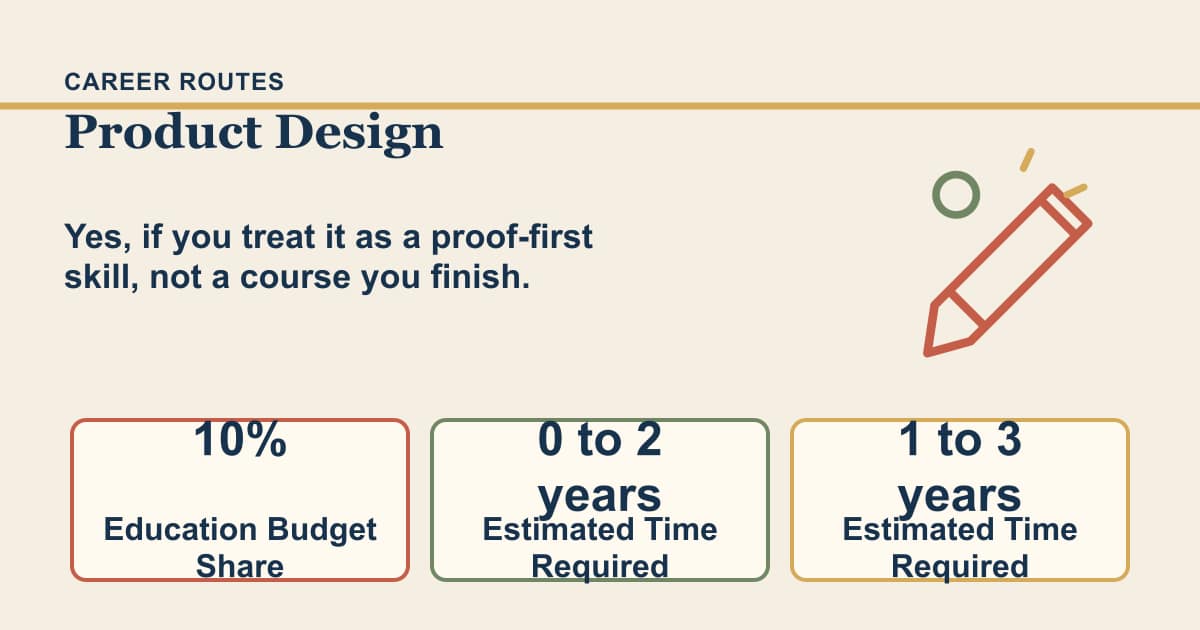 CAREER ROUTES
Product Design
Yes, if you treat it as a proof-first
skill, not a course you finish.
10%
Education Budget
Share
0 to 2
years
Estimated Time
Required
1 to 3
years
Estimated Time
Required